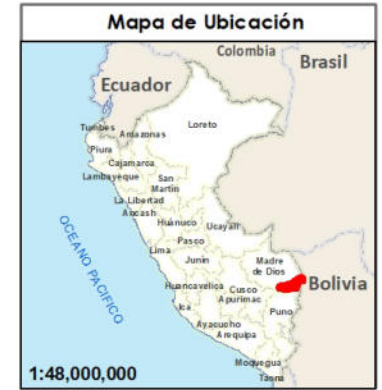 Mapa de Ubicación
Colombia
Brasil
Ecuador
Loreto
Tumbes
Amazonas
Piura
Cajamarca
Lambayeque
San
Martin
La Libertad
Ancash
Huánuco
Ucayali
Pasco
Lima
Junin
Madre
de Dios
Huancavelica
Cusco
Bolivia
Apurimac
Ica
Puno
Ayacucho
Arequipa
Moquegua
Tacna
OCEANO PACIFICO
1:48,000,000